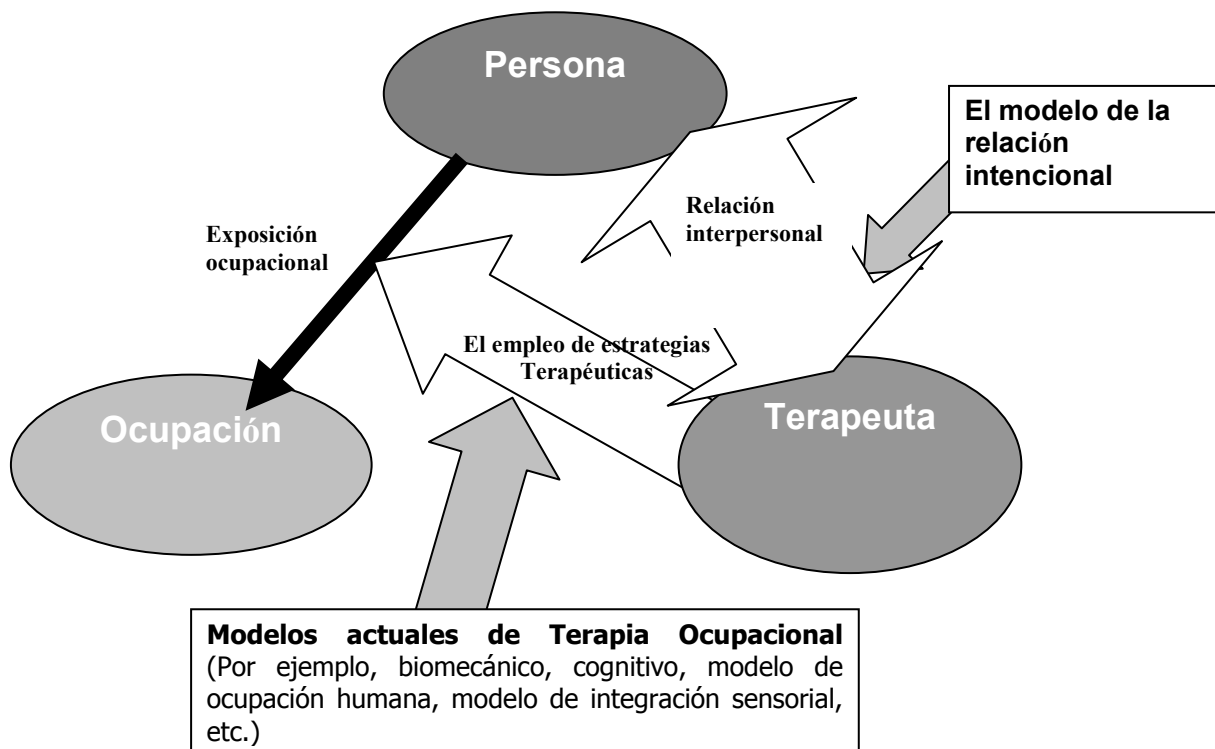 Persona
El modelo de la
relación
intencional
Relación
interpersonal
Exposición
ocupacional
El empleo de estrategias
Terapéuticas
Ocupación
Terapeuta
Modelos actuales de Terapia Ocupacional
(Por ejemplo, biomecánico, cognitivo, modelo de
ocupación humana, modelo de integración sensorial,
etc.)